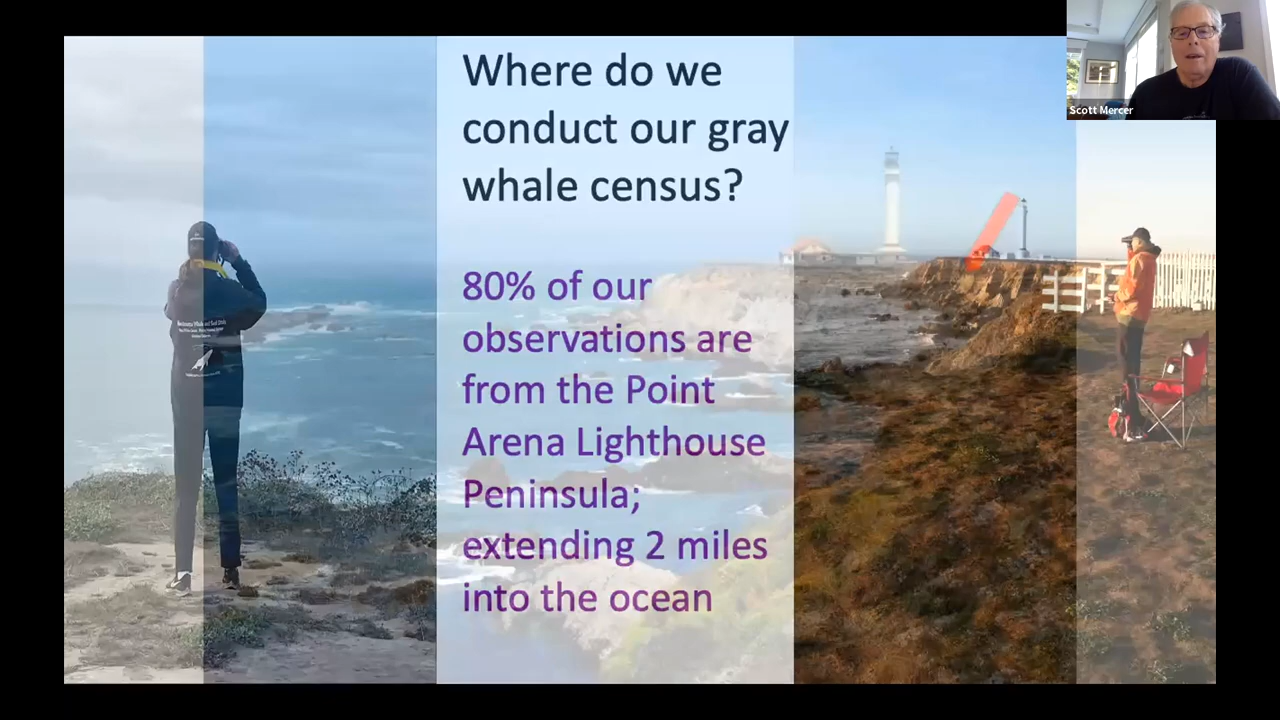 Where do we
conduct our gray
whale census?
80% of our
observations are
from the Point
Arena Lighthouse
Peninsula;
extending 2 miles
into the ocean
Scott Mercer